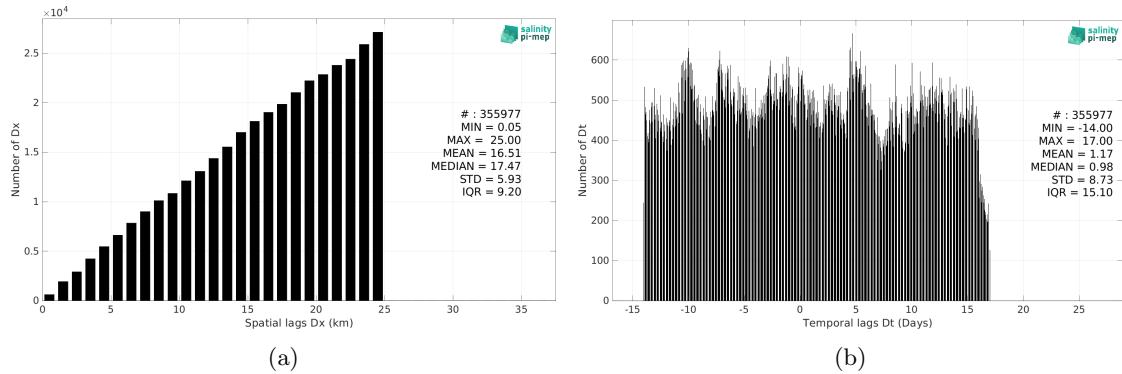 ×10⁴
2.5
2
1.5
1
0.5
0
Number of Dx
0 5 10 15 20 25 30 35
Spatial lags Dx (km)
salinity
pi-mep
# : 355977
MIN = 0.05
MAX = 25.00
MEAN = 16.51
MEDIAN = 17.47
STD = 5.93
IQR = 9.20
(a)
600
500
400
300
200
100
0
Number of Dt
-15 -10 -5 0 5 10 15 20 25
Temporal lags Dt (Days)
salinity
pi-mep
# : 355977
MIN = -14.00
MAX = 17.00
MEAN = 1.17
MEDIAN = 0.98
STD = 8.73
IQR = 15.10
(b)